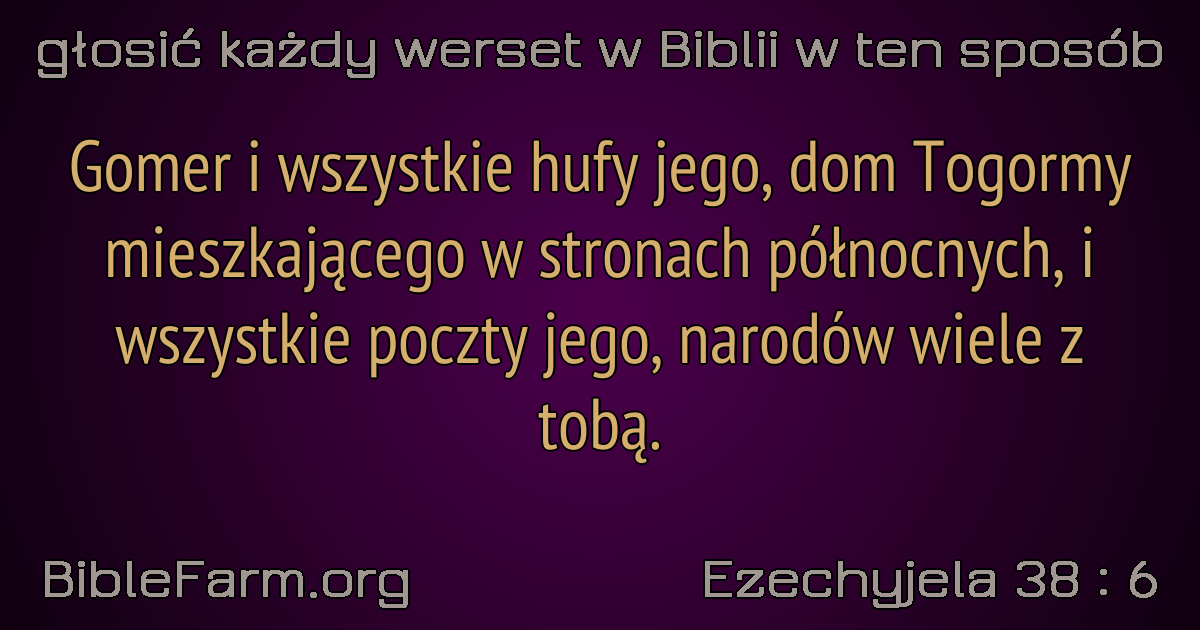 głosić każdy werset w Biblii w ten sposób
Gomer i wszystkie hufy jego, dom Togormy
mieszkającego w stronach północnych, i
wszystkie poczty jego, narodów wiele z
tobą.
BibleFarm.org
Ezechyjela 38 : 6